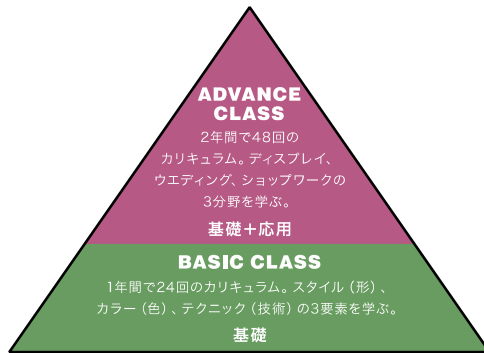 ADVANCE
CLASS
2年間で48回の
カリキュラム。ディスプレイ、
ウエディング、ショップワークの
3分野を学ぶ。
基礎＋応用
BASIC CLASS
1年間で24回のカリキュラム。スタイル（形）、
カラー（色）、テクニック（技術）の3要素を学ぶ。
基礎